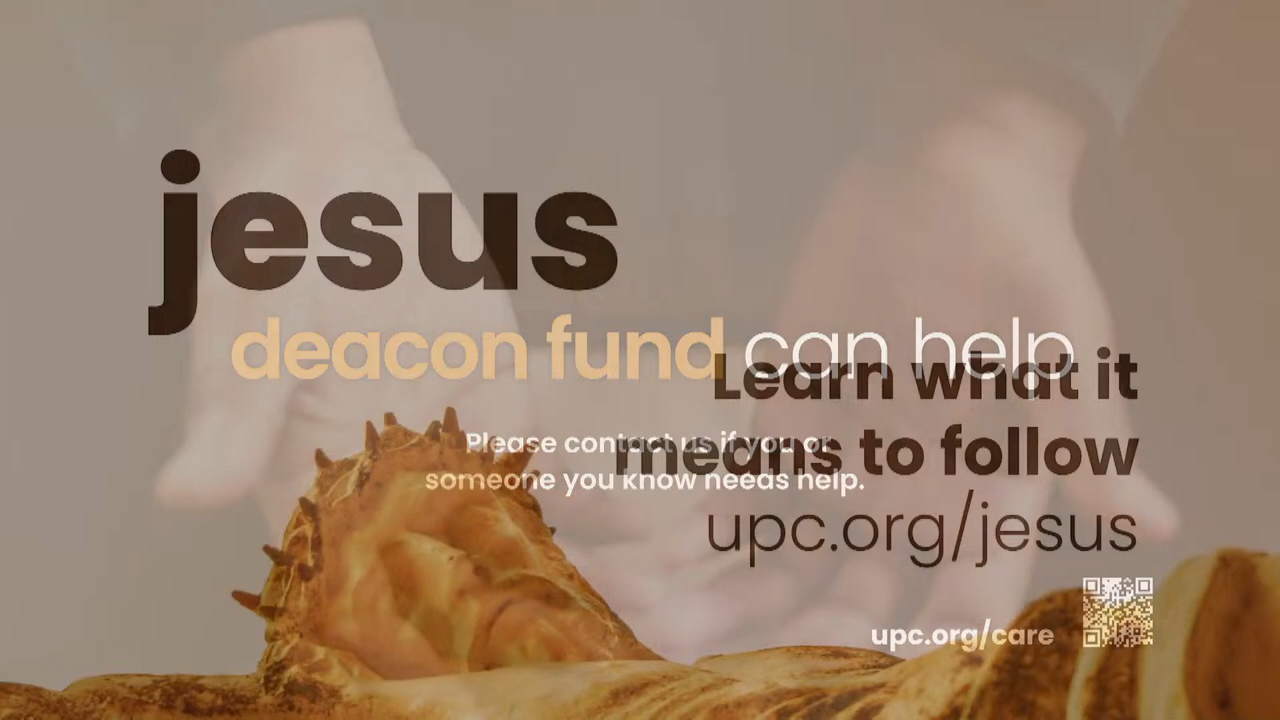 jesus
deacon fund can help
Learn what it
means to follow
Please contact us if you or
someone you know needs help.
upc.org/jesus
upc.org/care